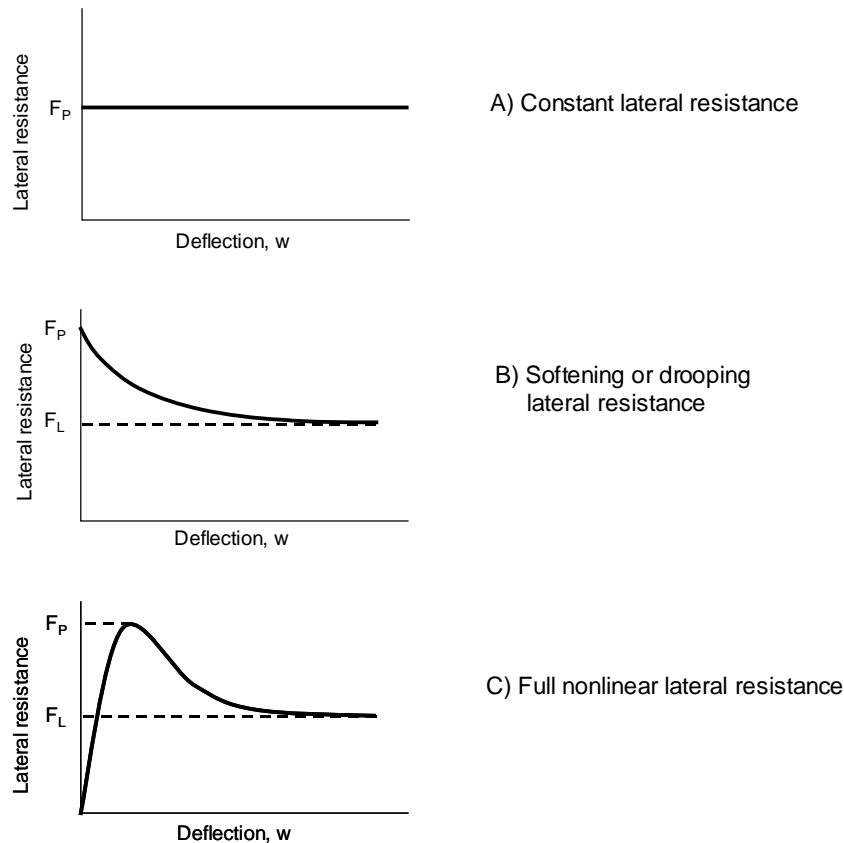 Lateral resistance
F_P
Deflection, w
A) Constant lateral resistance
Lateral resistance
F_P
F_L
Deflection, w
B) Softening or drooping
lateral resistance
Lateral resistance
F_P
F_L
Deflection, w
C) Full nonlinear lateral resistance